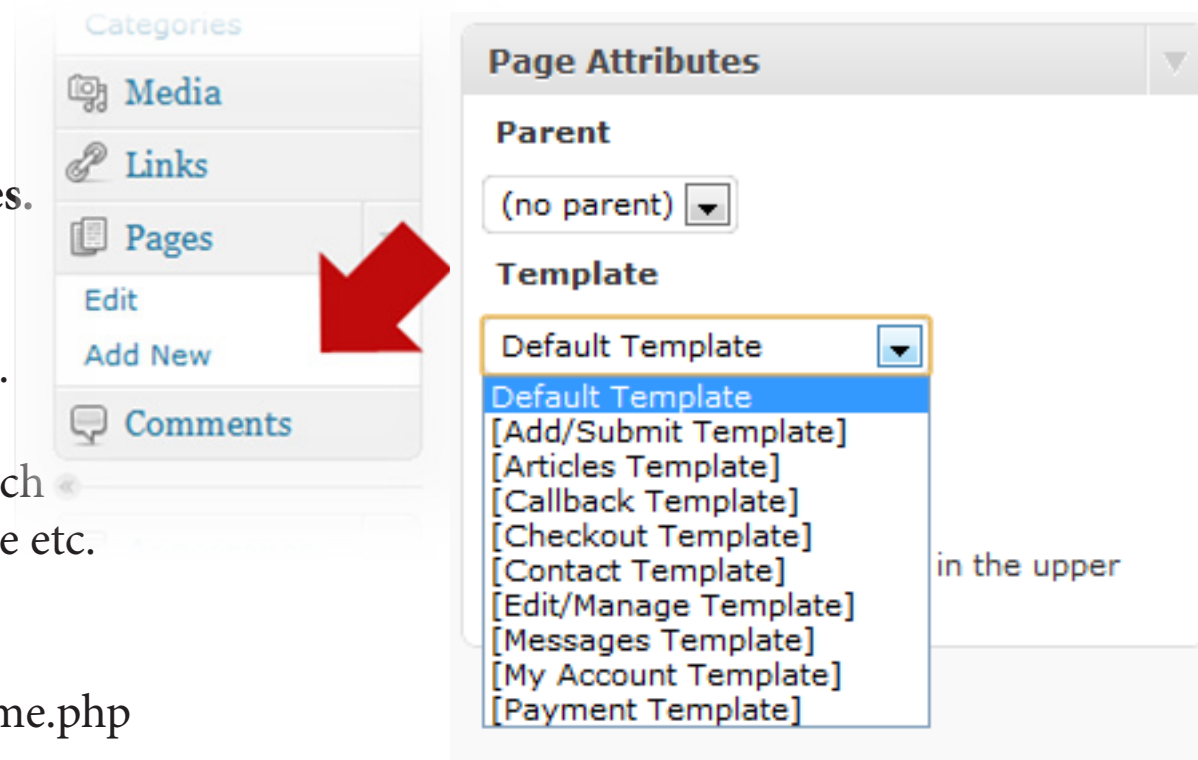 es.
.
ch
e etc.
me.php
Categories
Media
Links
Pages
Edit
Add New
Comments
Page Attributes
Parent
(no parent)
Template
Default Template
Default Template
[Add/Submit Template]
[Articles Template]
[Callback Template]
[Checkout Template]
[Contact Template]
[Edit/Manage Template]
[Messages Template]
[My Account Template]
[Payment Template]
in the upper